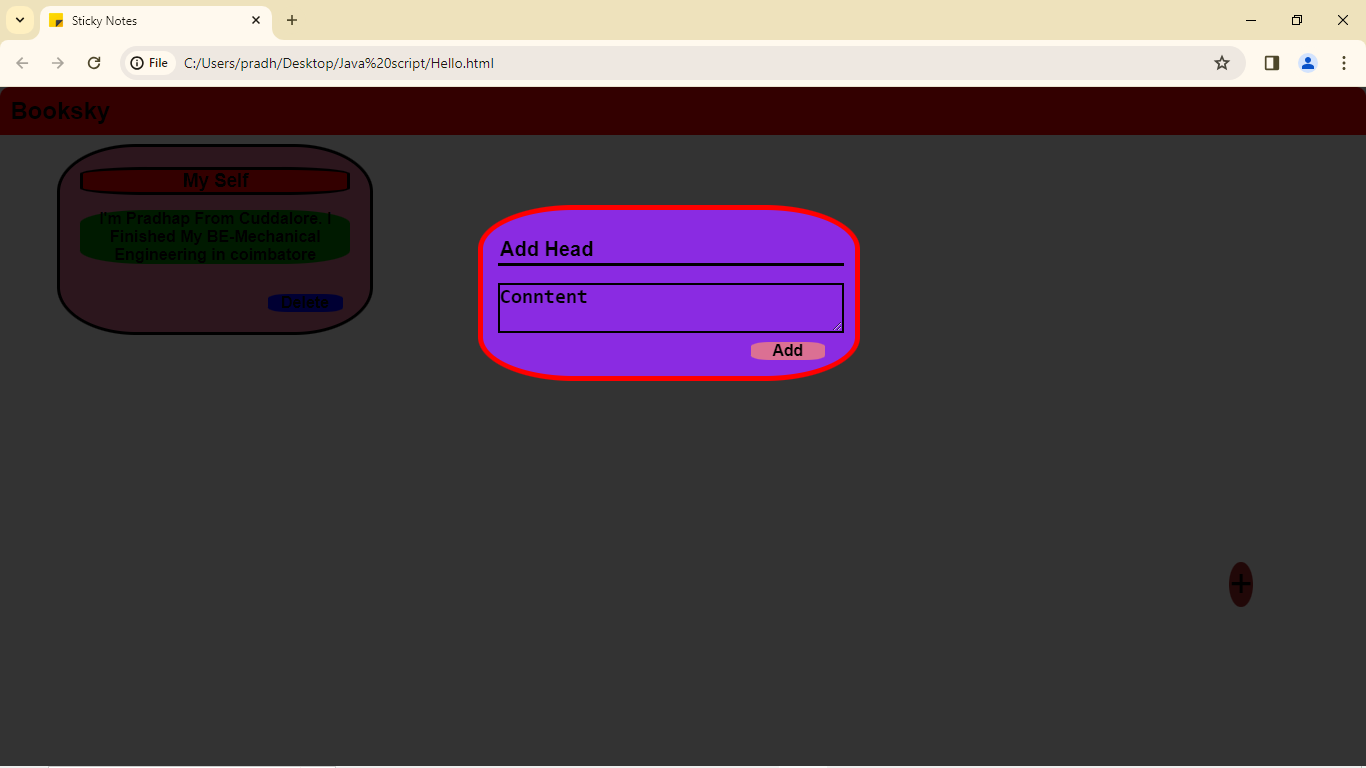 Sticky Notes
File
C:/Users/pradh/Desktop/Java%20script/Hello.html
Booksky
My Self
I'm Pradhap From Cuddalore. I
Finished My BE-Mechanical
Engineering in coimbatore
Delete
Add Head
Conntent
Add
+